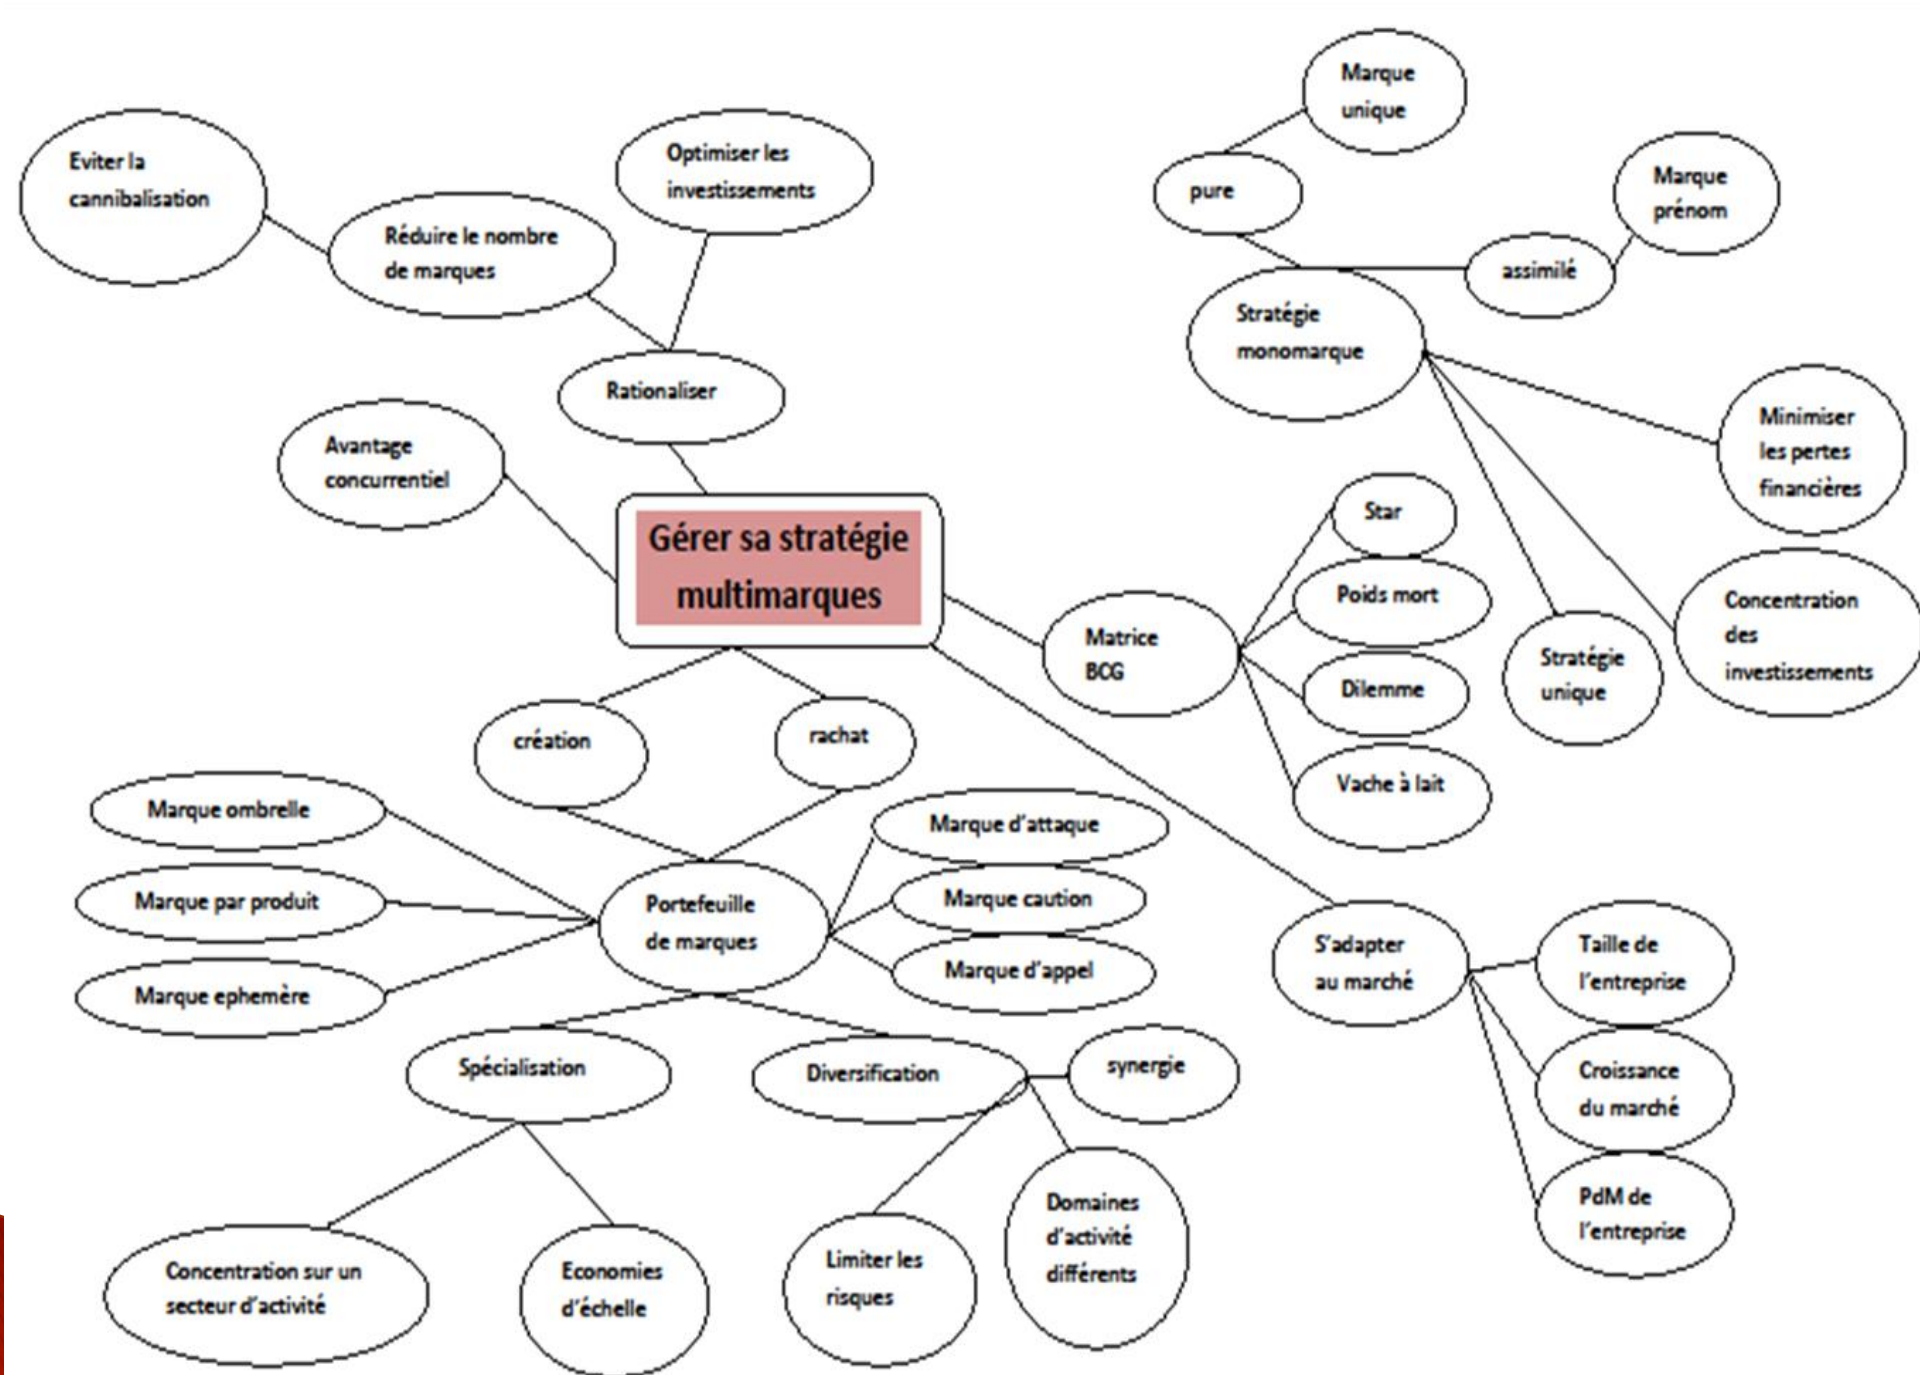 Marque
unique
Eviter la
cannibalisation
Optimiser les
investissements
pure
Marque
prénom
Réduire le nombre
de marques
assimilé
Stratégie
monomarque
Rationaliser
Avantage
concurrentiel
Minimiser
les pertes
financières
Star
Gérer sa stratégie
multimarques
Poids mort
Matrice
BCG
Concentration
des
investissements
Stratégie
unique
Dilemme
création
rachat
Vache à lait
Marque ombrelle
Marque d'attaque
Marque par produit
Portefeuille
de marques
Marque caution
Marque d'appel
Marque ephemère
S'adapter
au marché
Taille de
l'entreprise
Spécialisation
Diversification
synergie
Croissance
du marché
Domaines
d'activité
différents
PdM de
l'entreprise
Concentration sur un
secteur d'activité
Economies
d'échelle
Limiter les
risques